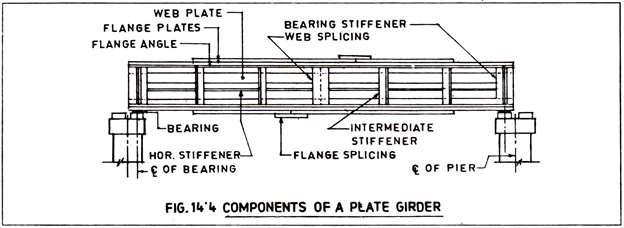 WEB PLATE
FLANGE PLATES
FLANGE ANGLE
BEARING STIFFENER
WEB SPLICING
BEARING
HOR. STIFFENER
℄ OF BEARING
FLANGE SPLICING
INTERMEDIATE
STIFFENER
℄ OF PIER
FIG. 14·4 COMPONENTS OF A PLATE GIRDER